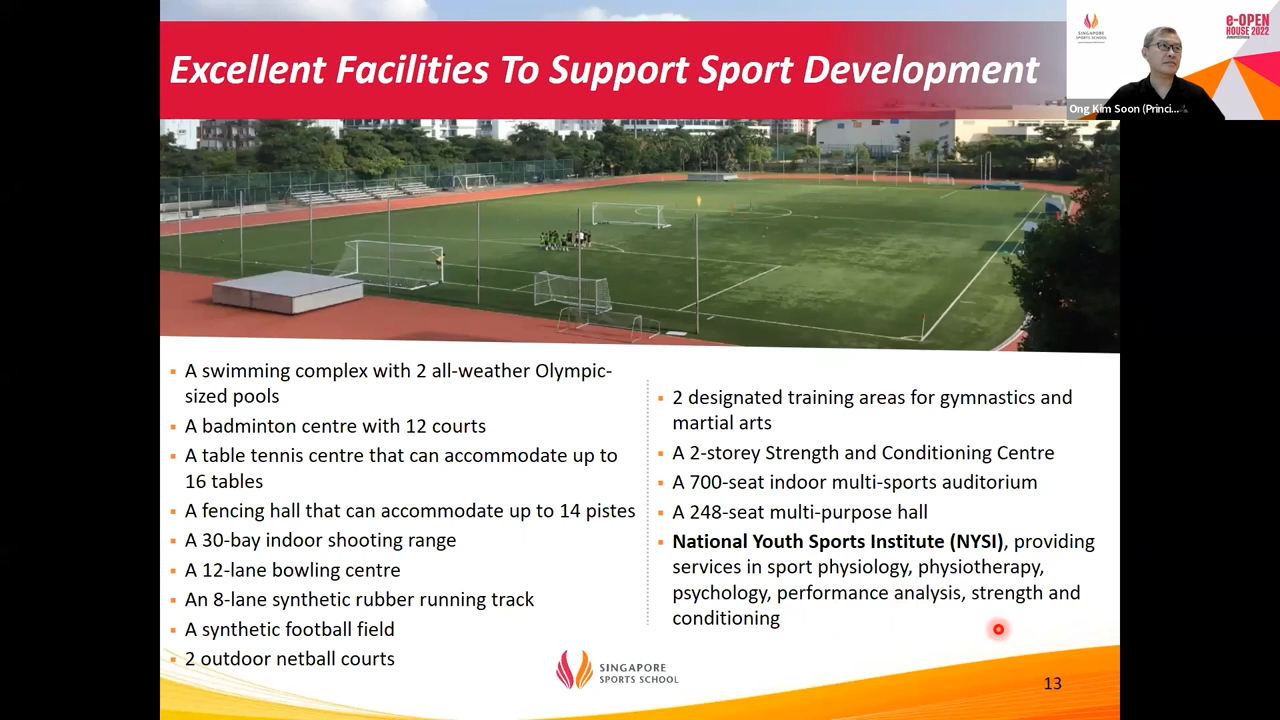 Excellent Facilities To Support Sport Development
SINGAPORE
SPORTS SCHOOL
e-OPEN
HOUSE 2022
Ong Kim Soon (Princi...
▪ A swimming complex with 2 all-weather Olympic-
sized pools
▪ A badminton centre with 12 courts
▪ A table tennis centre that can accommodate up to
16 tables
▪ A fencing hall that can accommodate up to 14 pistes
▪ A 30-bay indoor shooting range
▪ A 12-lane bowling centre
▪ An 8-lane synthetic rubber running track
▪ A synthetic football field
▪ 2 outdoor netball courts
▪ 2 designated training areas for gymnastics and
martial arts
▪ A 2-storey Strength and Conditioning Centre
▪ A 700-seat indoor multi-sports auditorium
▪ A 248-seat multi-purpose hall
▪ National Youth Sports Institute (NYSI), providing
services in sport physiology, physiotherapy,
psychology, performance analysis, strength and
conditioning
SINGAPORE
SPORTS SCHOOL
13